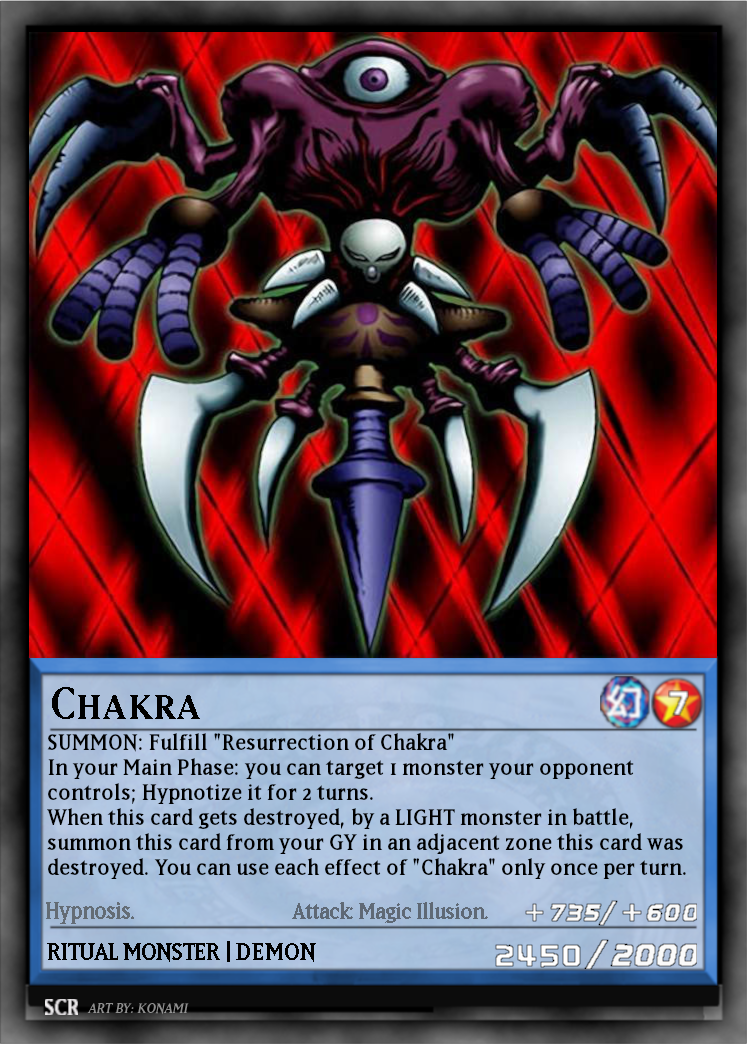 CHAKRA
幻 7
SUMMON: Fulfill "Resurrection of Chakra"
In your Main Phase: you can target 1 monster your opponent
controls; Hypnotize it for 2 turns.
When this card gets destroyed, by a LIGHT monster in battle,
summon this card from your GY in an adjacent zone this card was
destroyed. You can use each effect of "Chakra" only once per turn.
Hypnosis. Attack: Magic Illusion. +735/+600
RITUAL MONSTER | DEMON 2450/2000
SCR ART BY: KONAMI